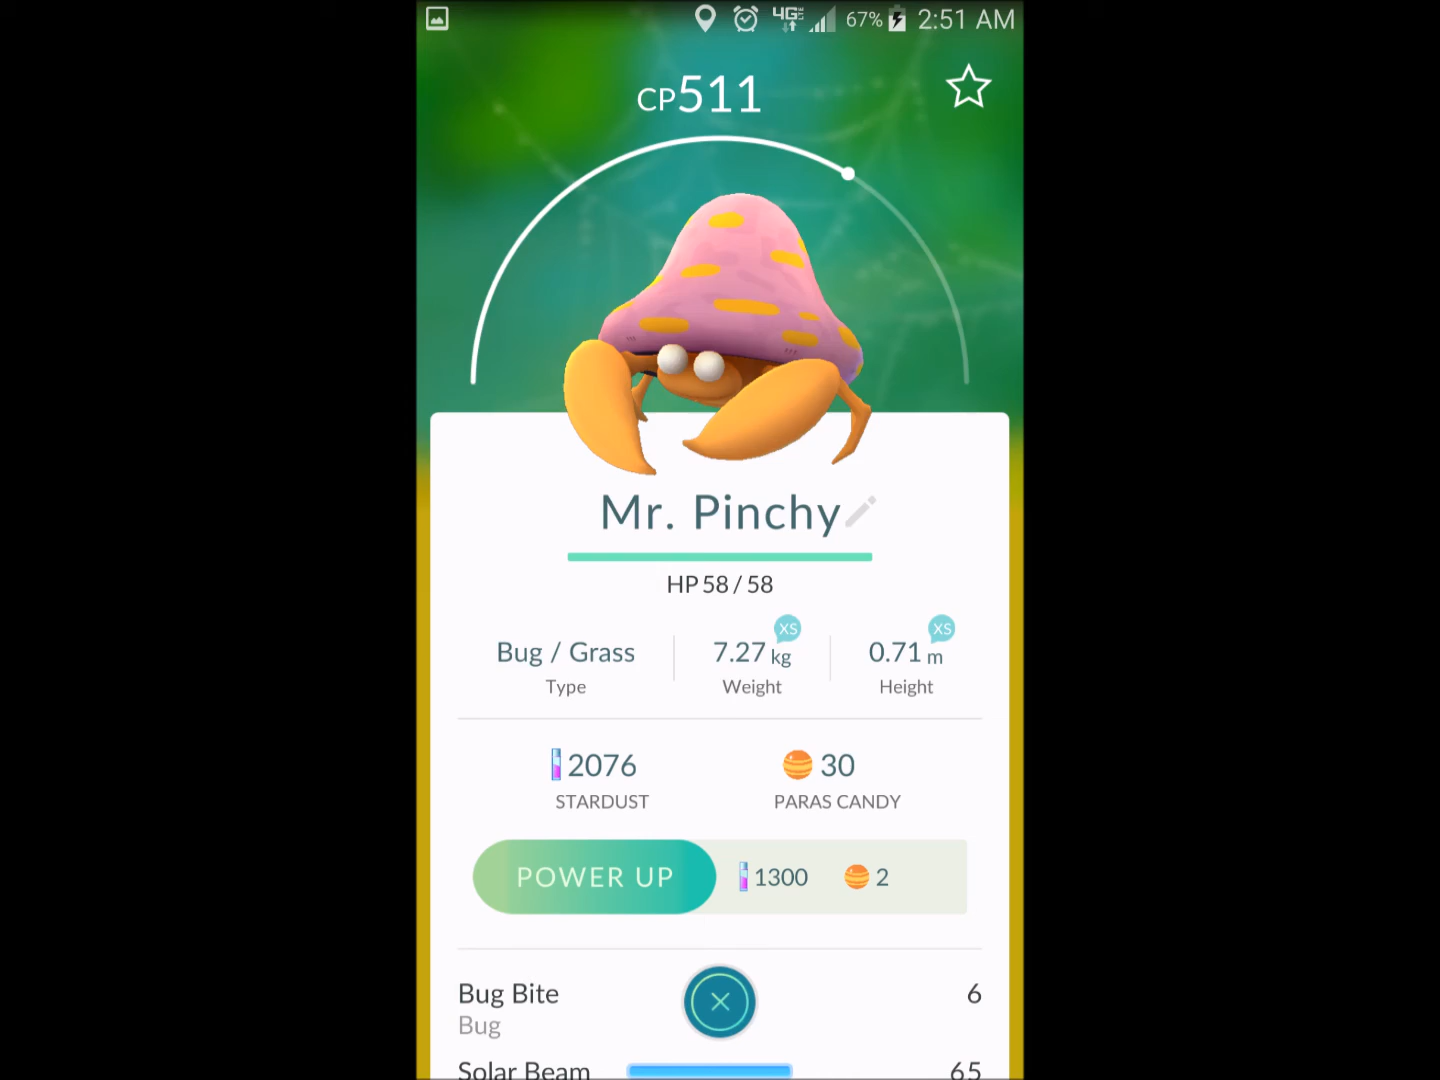 4G LTE 67% 2:51 AM
CP511
Mr. Pinchy
HP 58 / 58
XS XS
Bug / Grass 7.27 kg 0.71 m
Type Weight Height
2076 30
STARDUST PARAS CANDY
POWER UP 1300 2
Bug Bite 6
Bug
Solar Beam 65